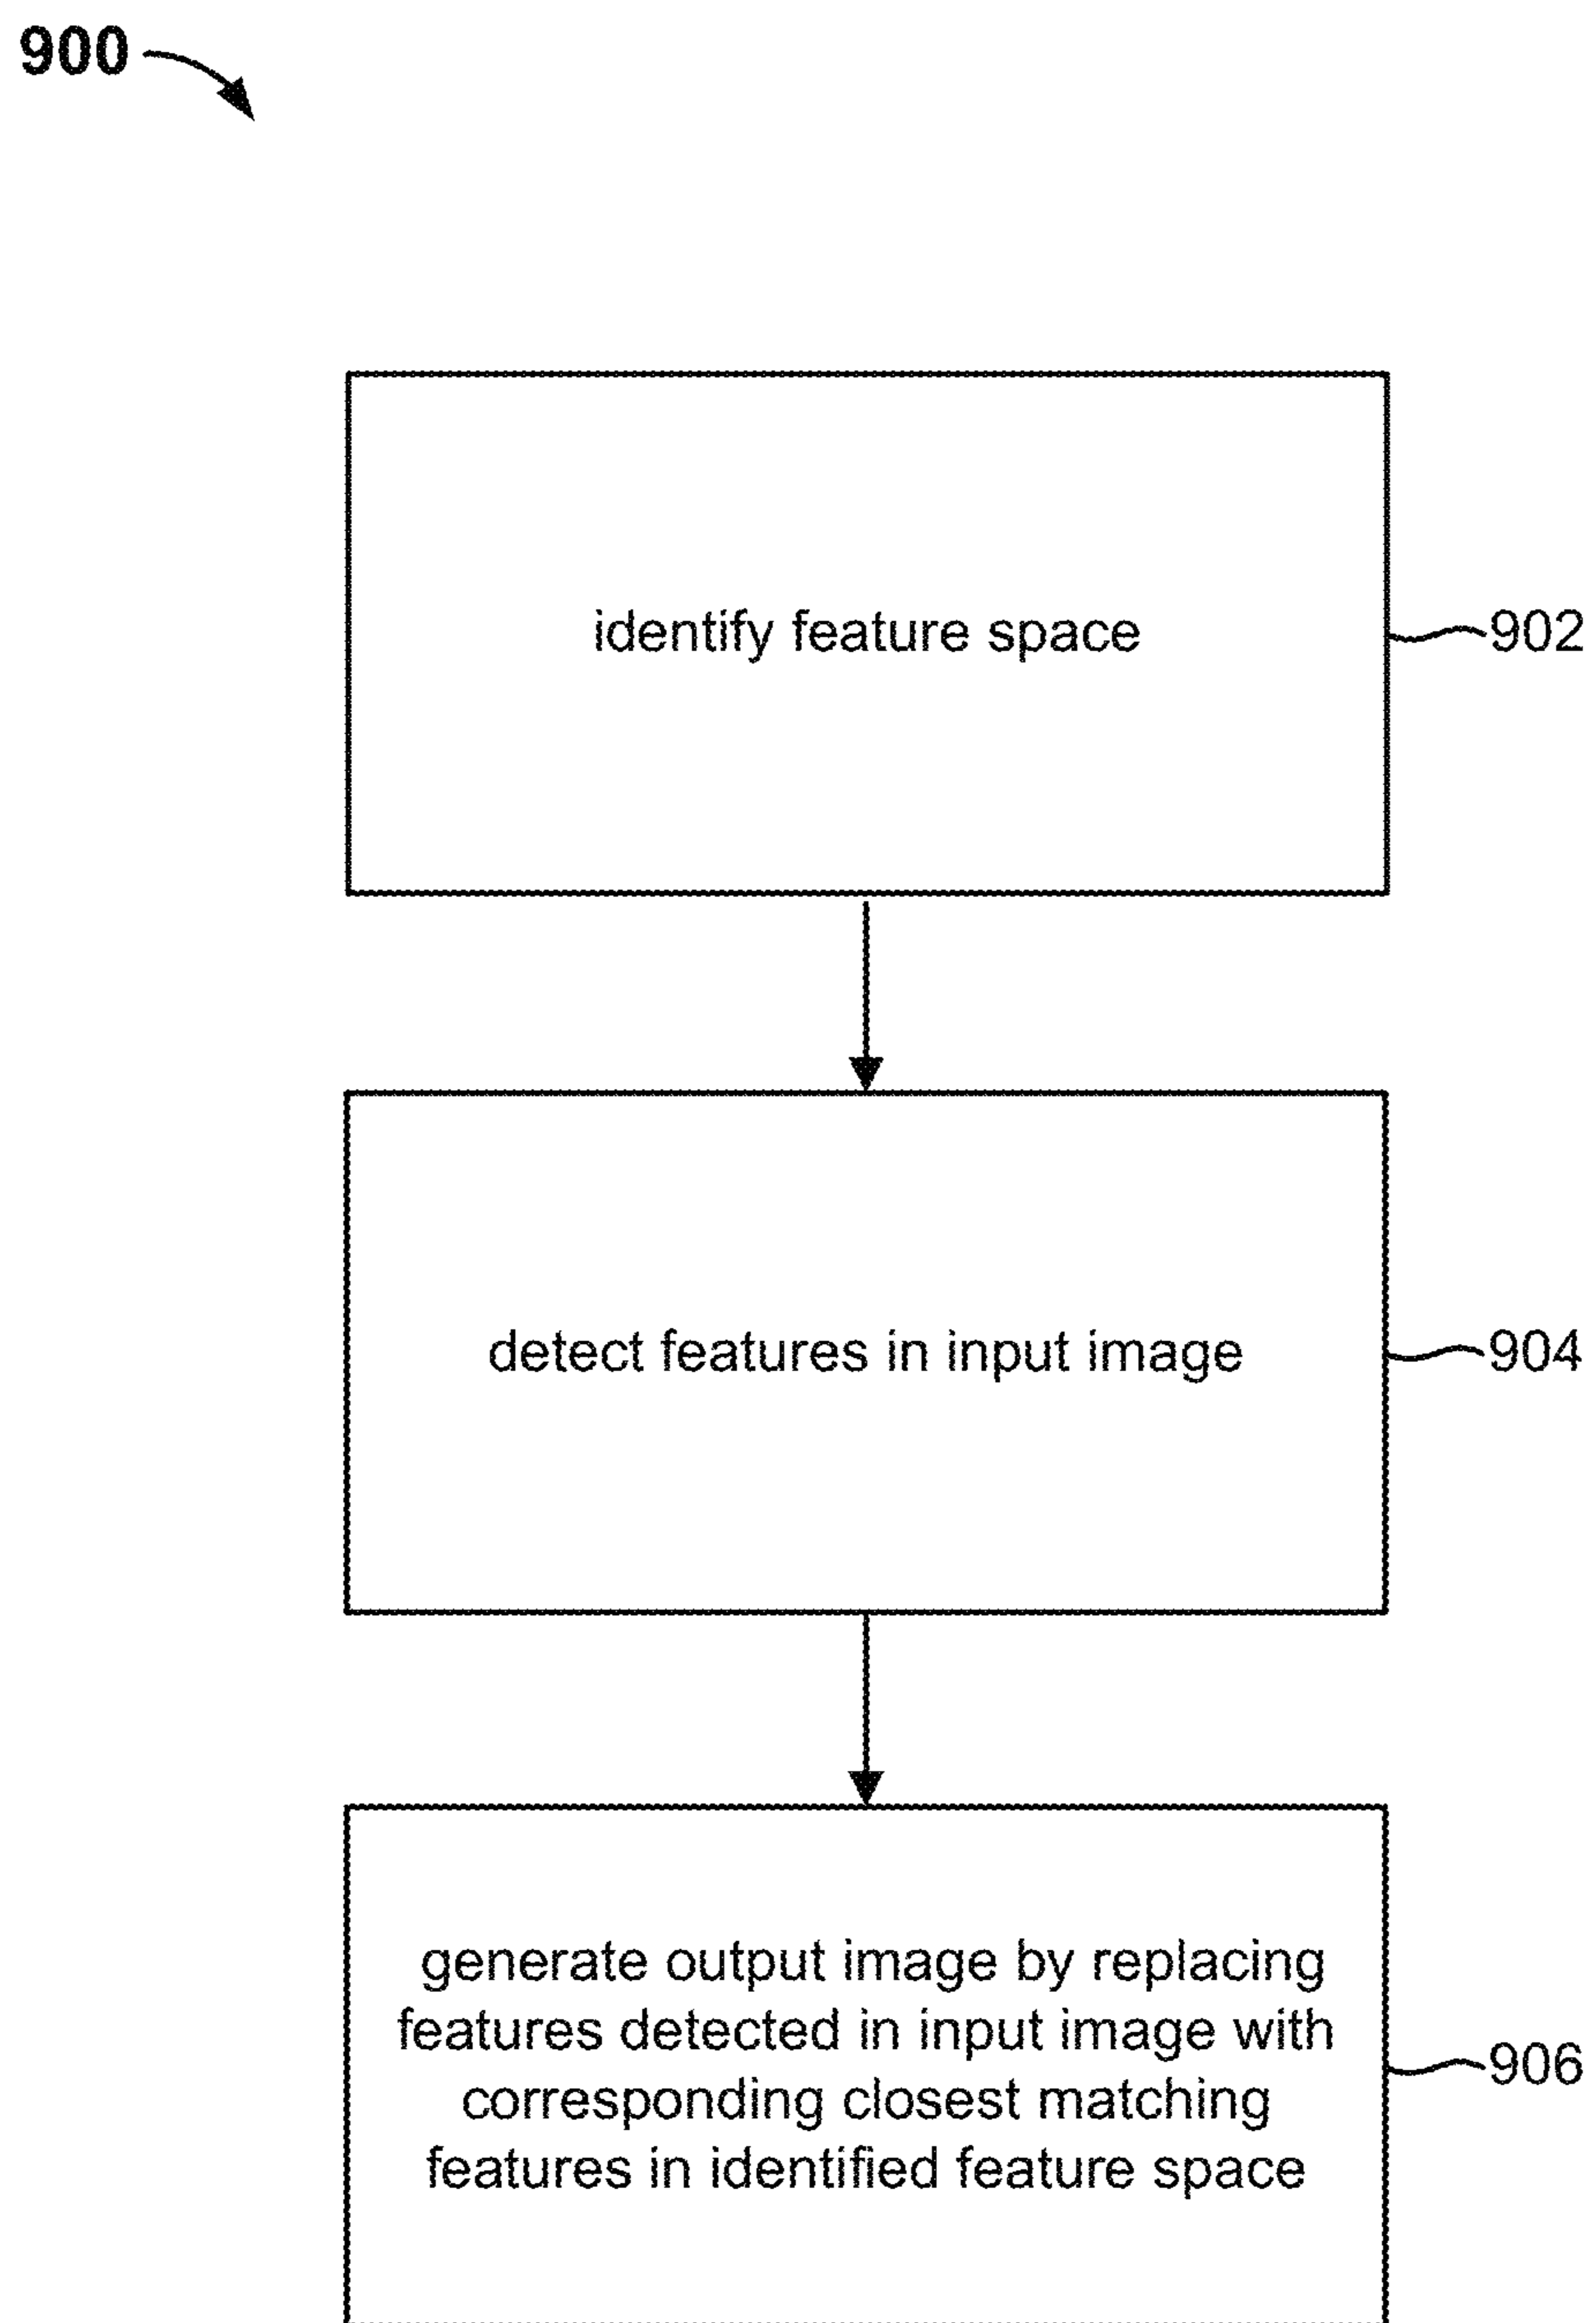 900
identify feature space
902
detect features in input image
904
generate output image by replacing
features detected in input image with
corresponding closest matching
features in identified feature space
906